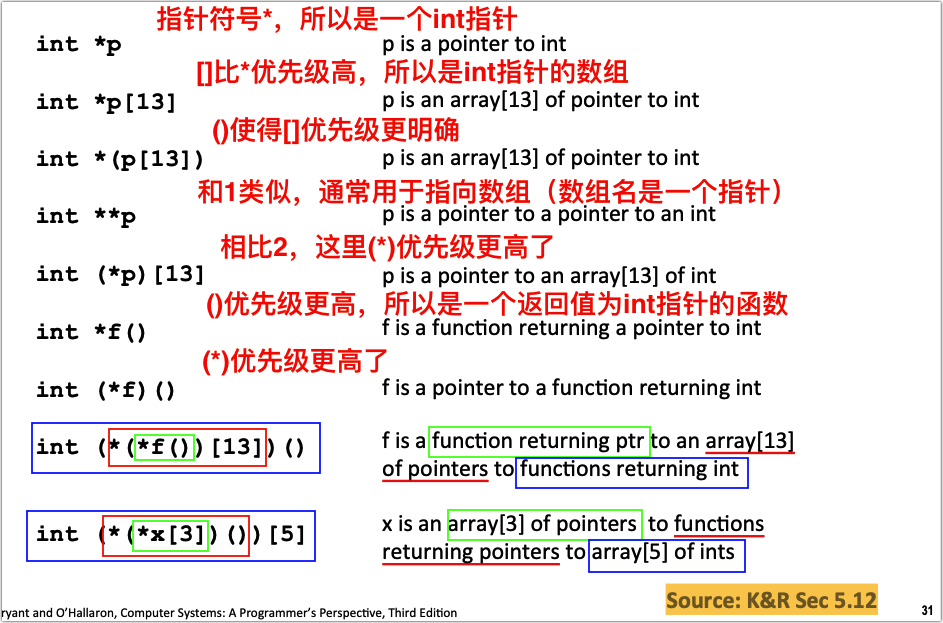 指针符号*，所以是一个int指针
int *p p is a pointer to int
[]比*优先级高，所以是int指针的数组
int *p[13] p is an array[13] of pointer to int
()使得[]优先级更明确
int *(p[13]) p is an array[13] of pointer to int
和1类似，通常用于指向数组（数组名是一个指针）
int **p p is a pointer to a pointer to an int
相比2，这里(*)优先级更高了
int (*p)[13] p is a pointer to an array[13] of int
()优先级更高，所以是一个返回值为int指针的函数
int *f() f is a function returning a pointer to int
(*)优先级更高了
int (*f)() f is a pointer to a function returning int
int (*(*f())[13])() f is a function returning ptr to an array[13]
of pointers to functions returning int
int (*(*x[3])())[5] x is an array[3] of pointers to functions
returning pointers to array[5] of ints
Source: K&R Sec 5.12
ryant and O'Hallaron, Computer Systems: A Programmer's Perspective, Third Edition 31